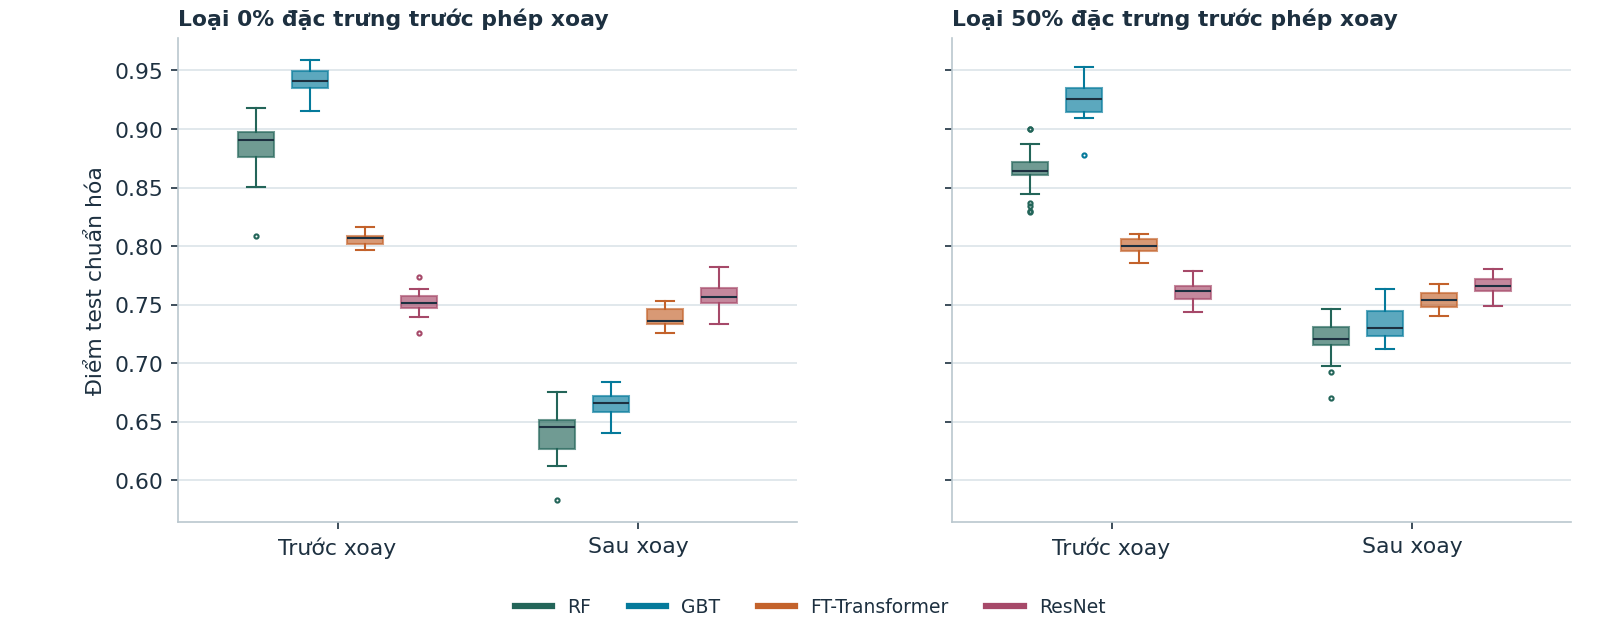 Loại 0% đặc trưng trước phép xoay
Loại 50% đặc trưng trước phép xoay
Điểm test chuẩn hóa
0.95
0.90
0.85
0.80
0.75
0.70
0.65
0.60
Trước xoay
Sau xoay
Trước xoay
Sau xoay
RF
GBT
FT-Transformer
ResNet